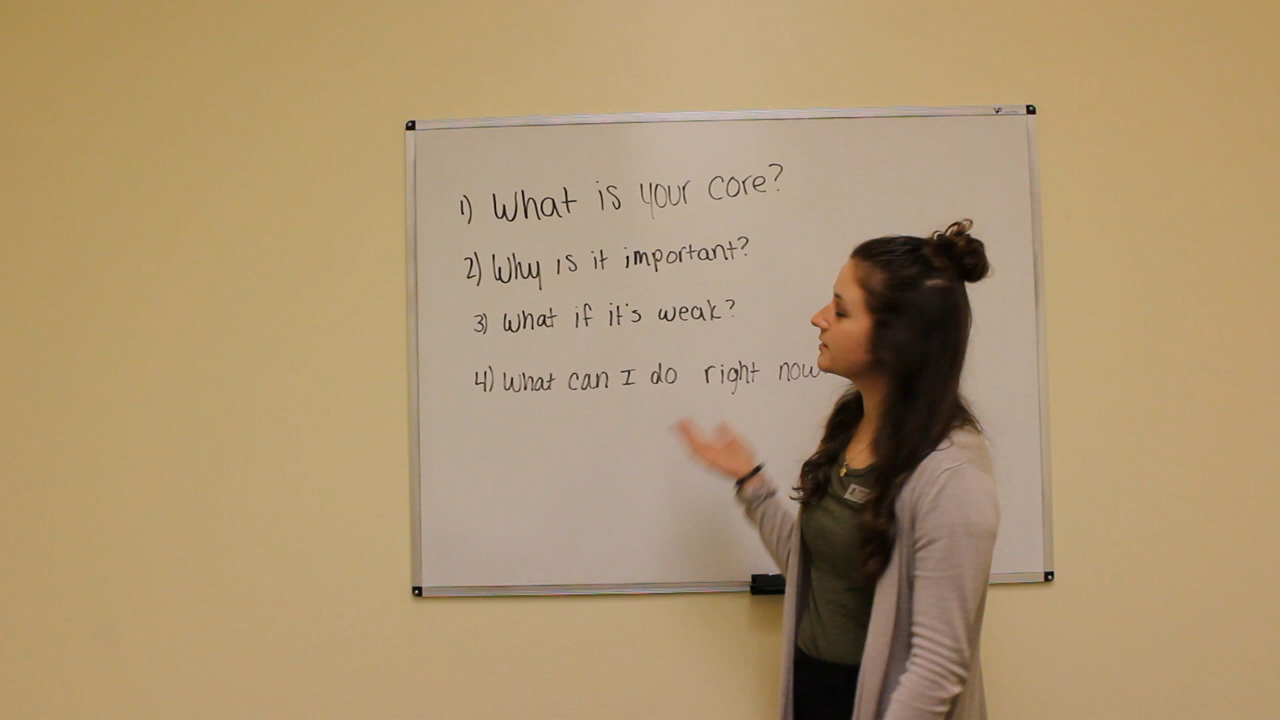 1) What is your core?
2) Why is it important?
3) What if it's weak?
4) What can I do right now